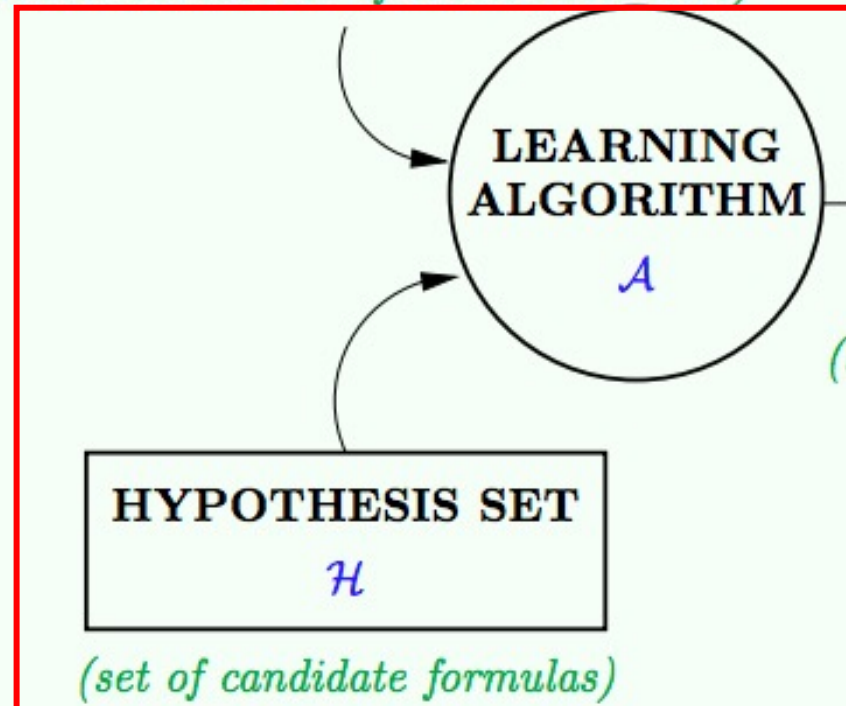 LEARNING
ALGORITHM
𝒜
HYPOTHESIS SET
ℋ
(set of candidate formulas)